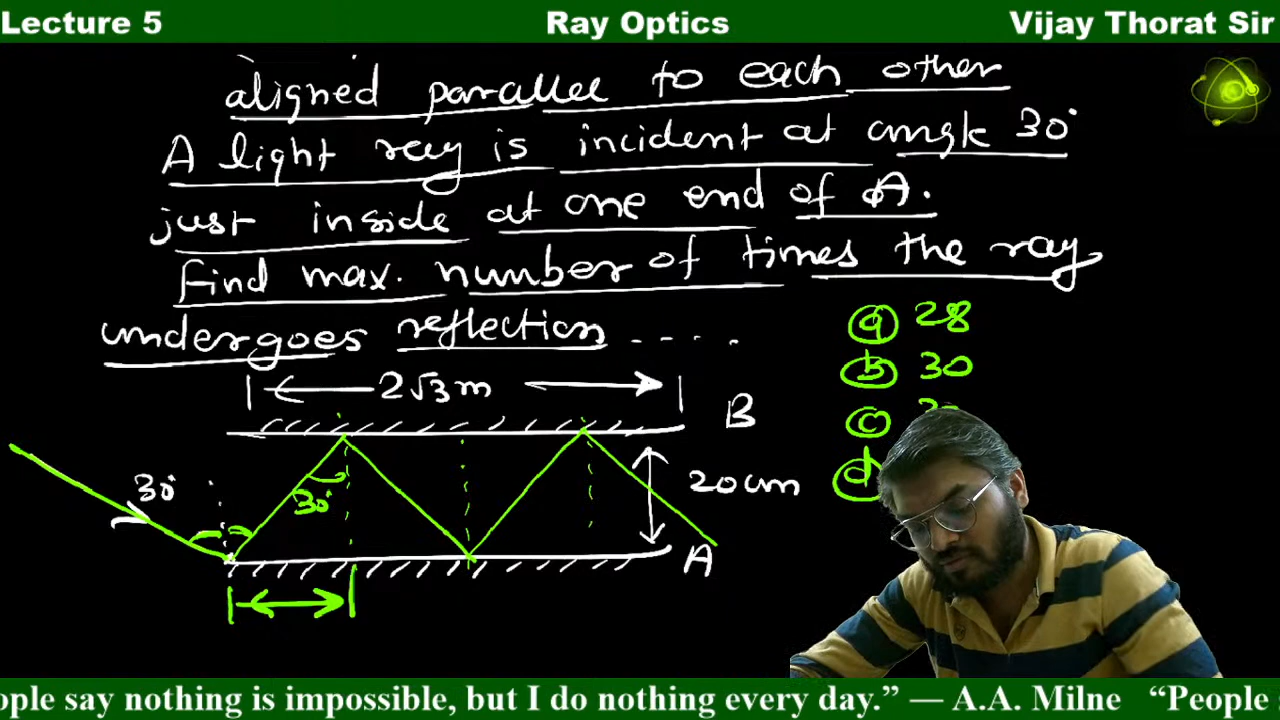 Lecture 5
Ray Optics
Vijay Thorat Sir
aligned parallel to each other
A light ray is incident at angle 30°
just inside at one end of A.
Find max. number of times the ray
undergoes reflection ....
(a) 28
(b) 30
(c)
(d)
2√3m
B
30°
30°
20cm
A
ople say nothing is impossible, but I do nothing every day.” — A.A. Milne “People